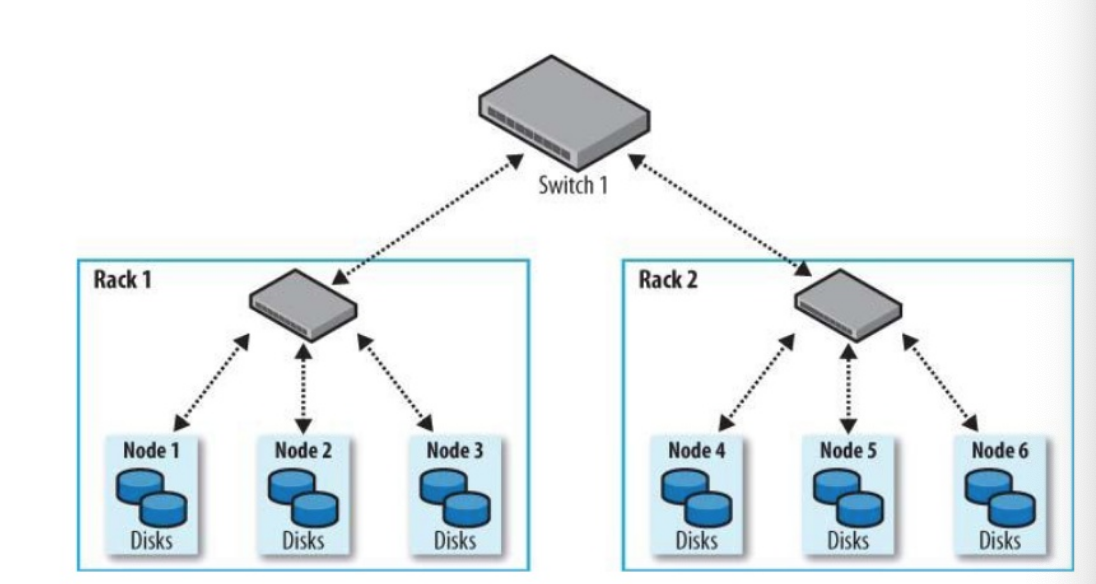 Switch 1
Rack 1
Rack 2
Node 1
Node 2
Node 3
Node 4
Node 5
Node 6
Disks
Disks
Disks
Disks
Disks
Disks